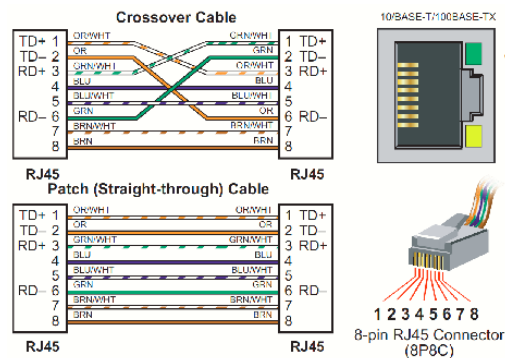 Crossover Cable
10/BASE-T/100BASE-TX
TD+ 1 OR/WHT GRN/WHT 1 TD+
TD– 2 OR GRN 2 TD–
RD+ 3 GRN/WHT OR/WHT 3 RD+
4 BLU BLU 4
5 BLU/WHT BLU/WHT 5
RD– 6 GRN OR 6 RD–
7 BRN/WHT BRN/WHT 7
8 BRN BRN 8
RJ45 RJ45
Patch (Straight-through) Cable
TD+ 1 OR/WHT OR/WHT 1 TD+
TD– 2 OR OR 2 TD–
RD+ 3 GRN/WHT GRN/WHT 3 RD+
4 BLU BLU 4
5 BLU/WHT BLU/WHT 5
RD– 6 GRN GRN 6 RD–
7 BRN/WHT BRN/WHT 7
8 BRN BRN 8
RJ45 RJ45
1 2 3 4 5 6 7 8
8-pin RJ45 Connector
(8P8C)